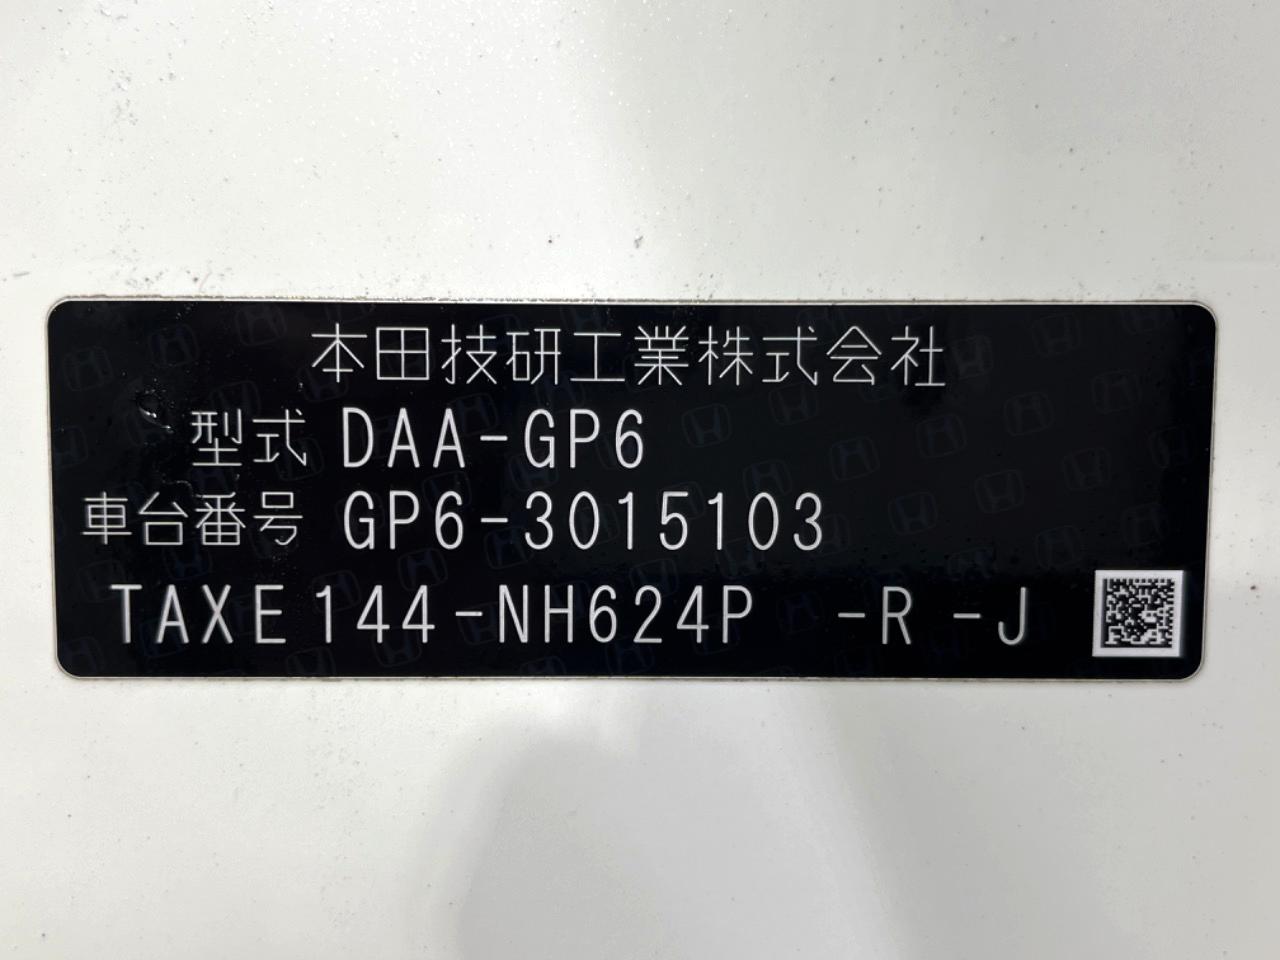 本田技研工業株式会社
型式 DAA-GP6
車台番号 GP6-3015103
TAXE144-NH624P -R -J